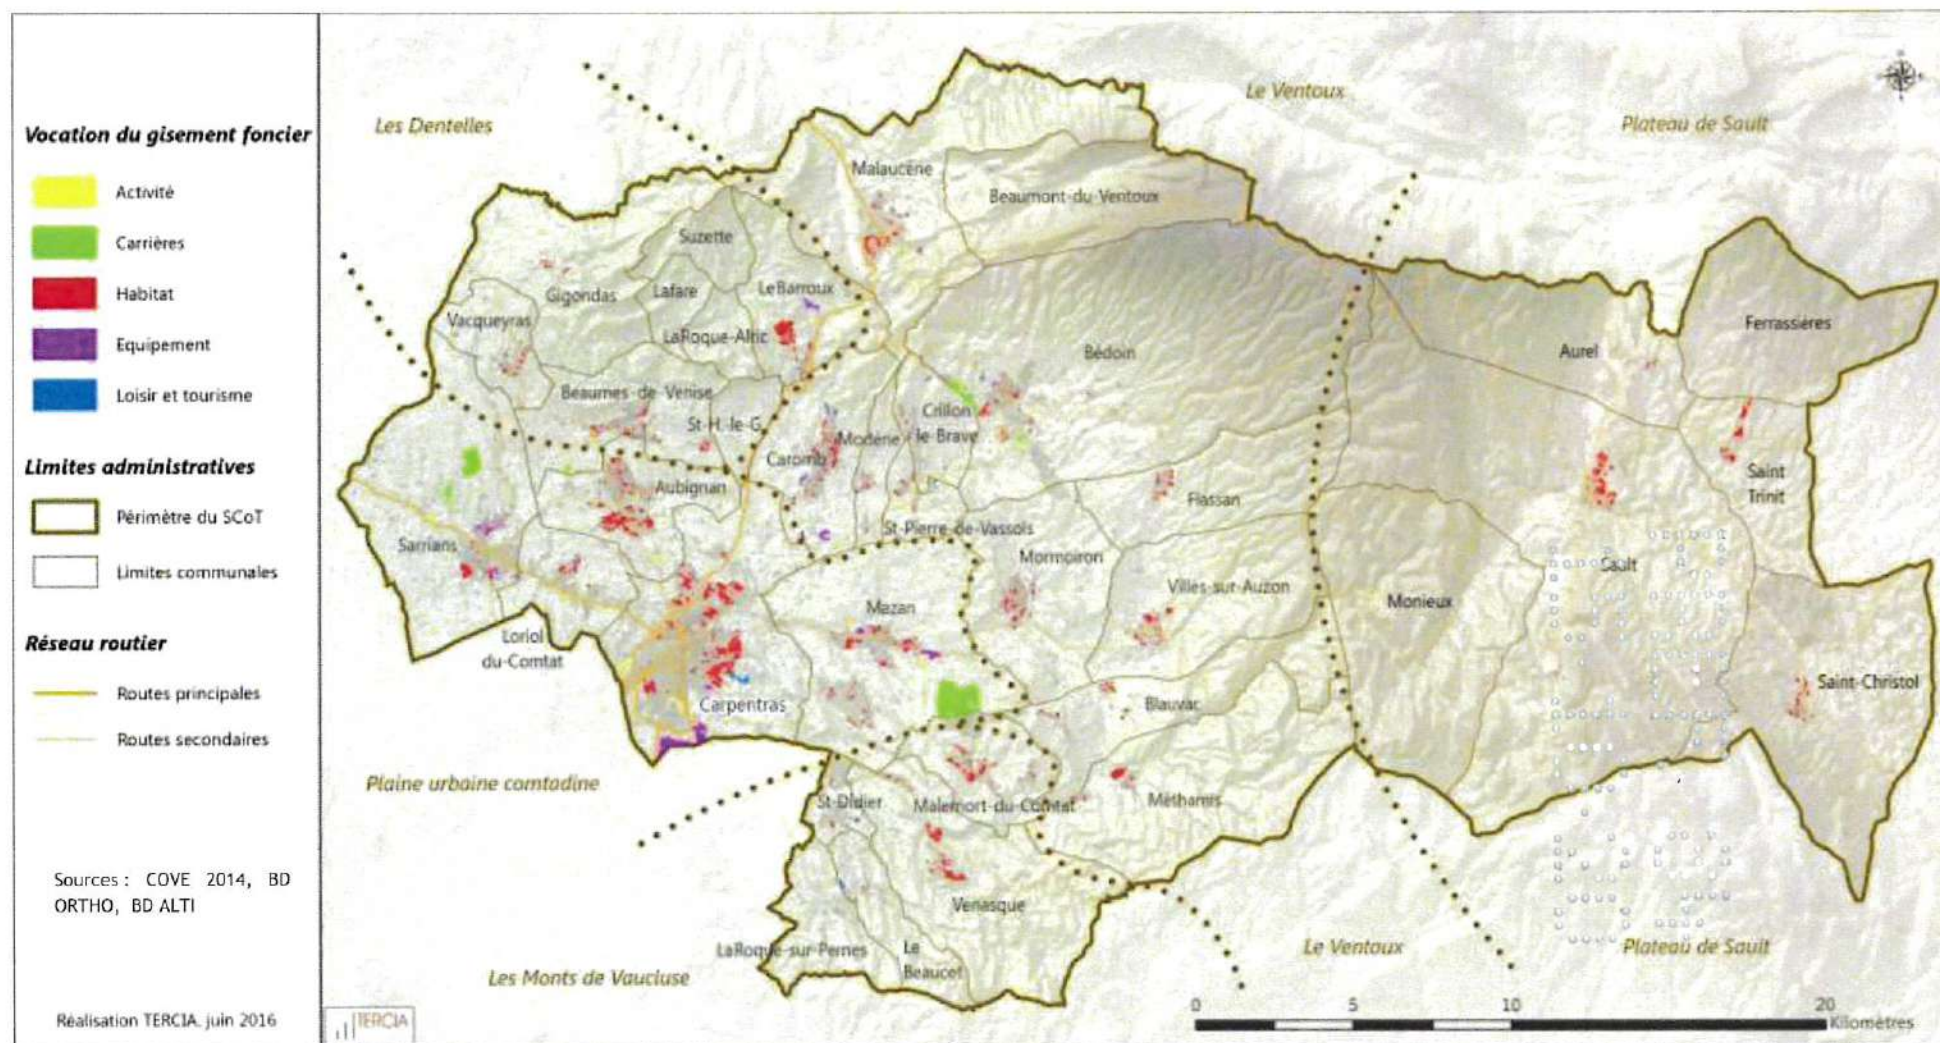 Vocation du gisement foncier
Activité
Carrières
Habitat
Equipement
Loisir et tourisme
Limites administratives
Périmètre du SCoT
Limites communales
Réseau routier
Routes principales
Routes secondaires
Sources : COVE 2014, BD
ORTHO, BD ALTI
Réalisation TERCIA, juin 2016
TERCIA
Les Dentelles
Le Ventoux
Plateau de Sault
Malaucène
Beaumont-du-Ventoux
Suzette
Gigondas
Lafare
Le Barroux
Vacqueyras
La Roque-Alric
Bédoin
Aurel
Ferrassières
Beaumes-de-Venise
St-H.-le-G.
Crillon
le-Brave
Modène
Caromb
Aubignan
Flassan
Saint
Trinit
Sarrians
St-Pierre-de-Vassols
Mormoiron
Sault
Villes-sur-Auzon
Monieux
Mazan
Loriol
du-Comtat
Carpentras
Blauvac
Saint-Christol
Plaine urbaine comtadine
St-Didier
Malemort-du-Comtat
Méthamis
Venasque
La Roque-sur-Pernes
Le
Beaucet
Le Ventoux
Plateau de Sault
Les Monts de Vaucluse
0 5 10 20
Kilomètres